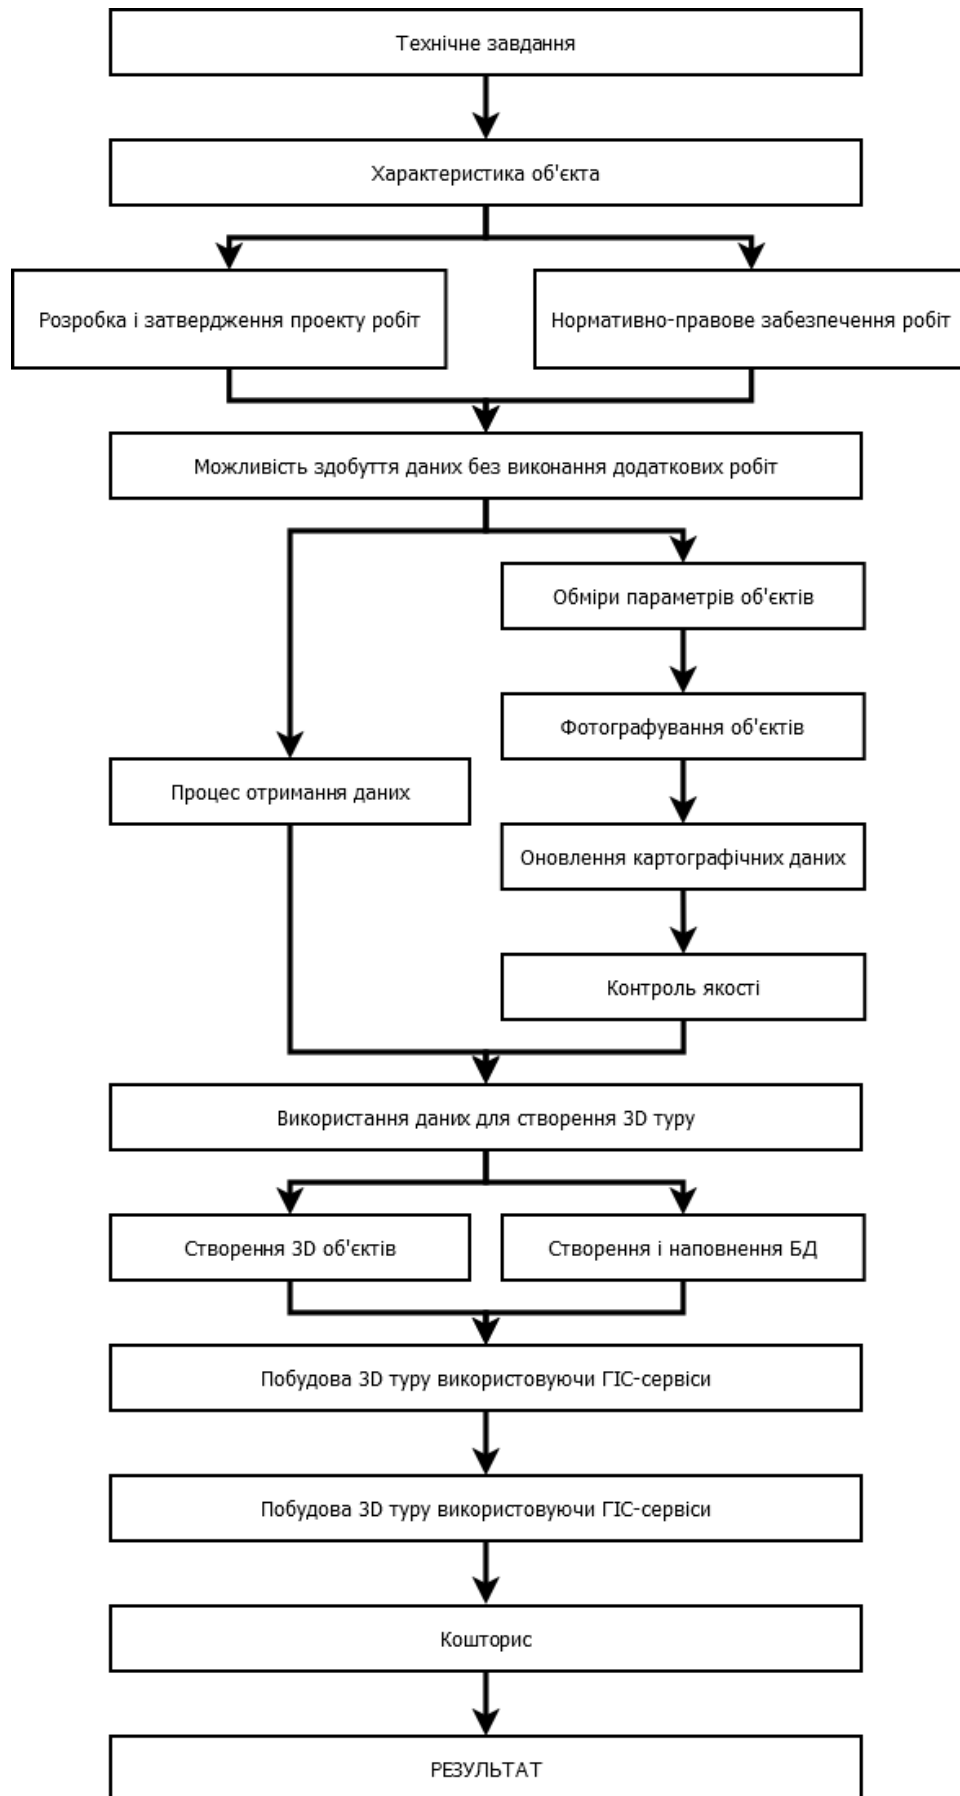 Технічне завдання
Характеристика об'єкта
Розробка і затвердження проекту робіт
Нормативно-правове забезпечення робіт
Можливість здобуття даних без виконання додаткових робіт
Обміри параметрів об'єктів
Фотографування об'єктів
Процес отримання даних
Оновлення картографічних даних
Контроль якості
Використання даних для створення 3D туру
Створення 3D об'єктів
Створення і наповнення БД
Побудова 3D туру використовуючи ГІС-сервіси
Побудова 3D туру використовуючи ГІС-сервіси
Кошторис
РЕЗУЛЬТАТ